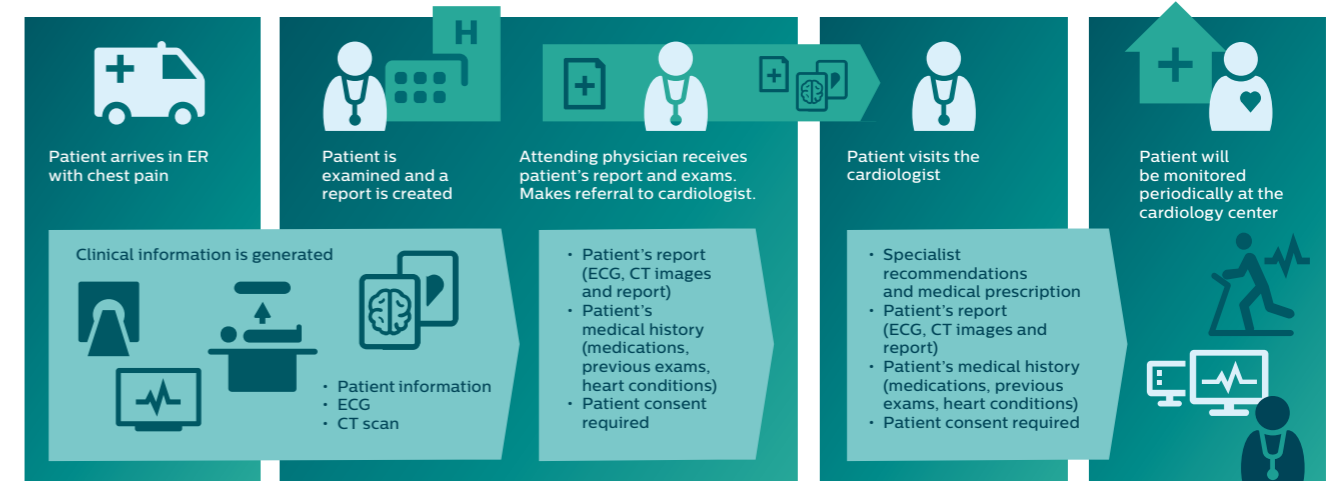 H
Patient arrives in ER
with chest pain
Patient is
examined and a
report is created
Attending physician receives
patient's report and exams.
Makes referral to cardiologist.
Patient visits the
cardiologist
Patient will
be monitored
periodically at the
cardiology center
Clinical information is generated
• Patient information
• ECG
• CT scan
• Patient's report
(ECG, CT images
and report)
• Patient's
medical history
(medications,
previous exams,
heart conditions)
• Patient consent
required
• Specialist
recommendations
and medical prescription
• Patient's report
(ECG, CT images and
report)
• Patient's medical history
(medications, previous
exams, heart conditions)
• Patient consent required